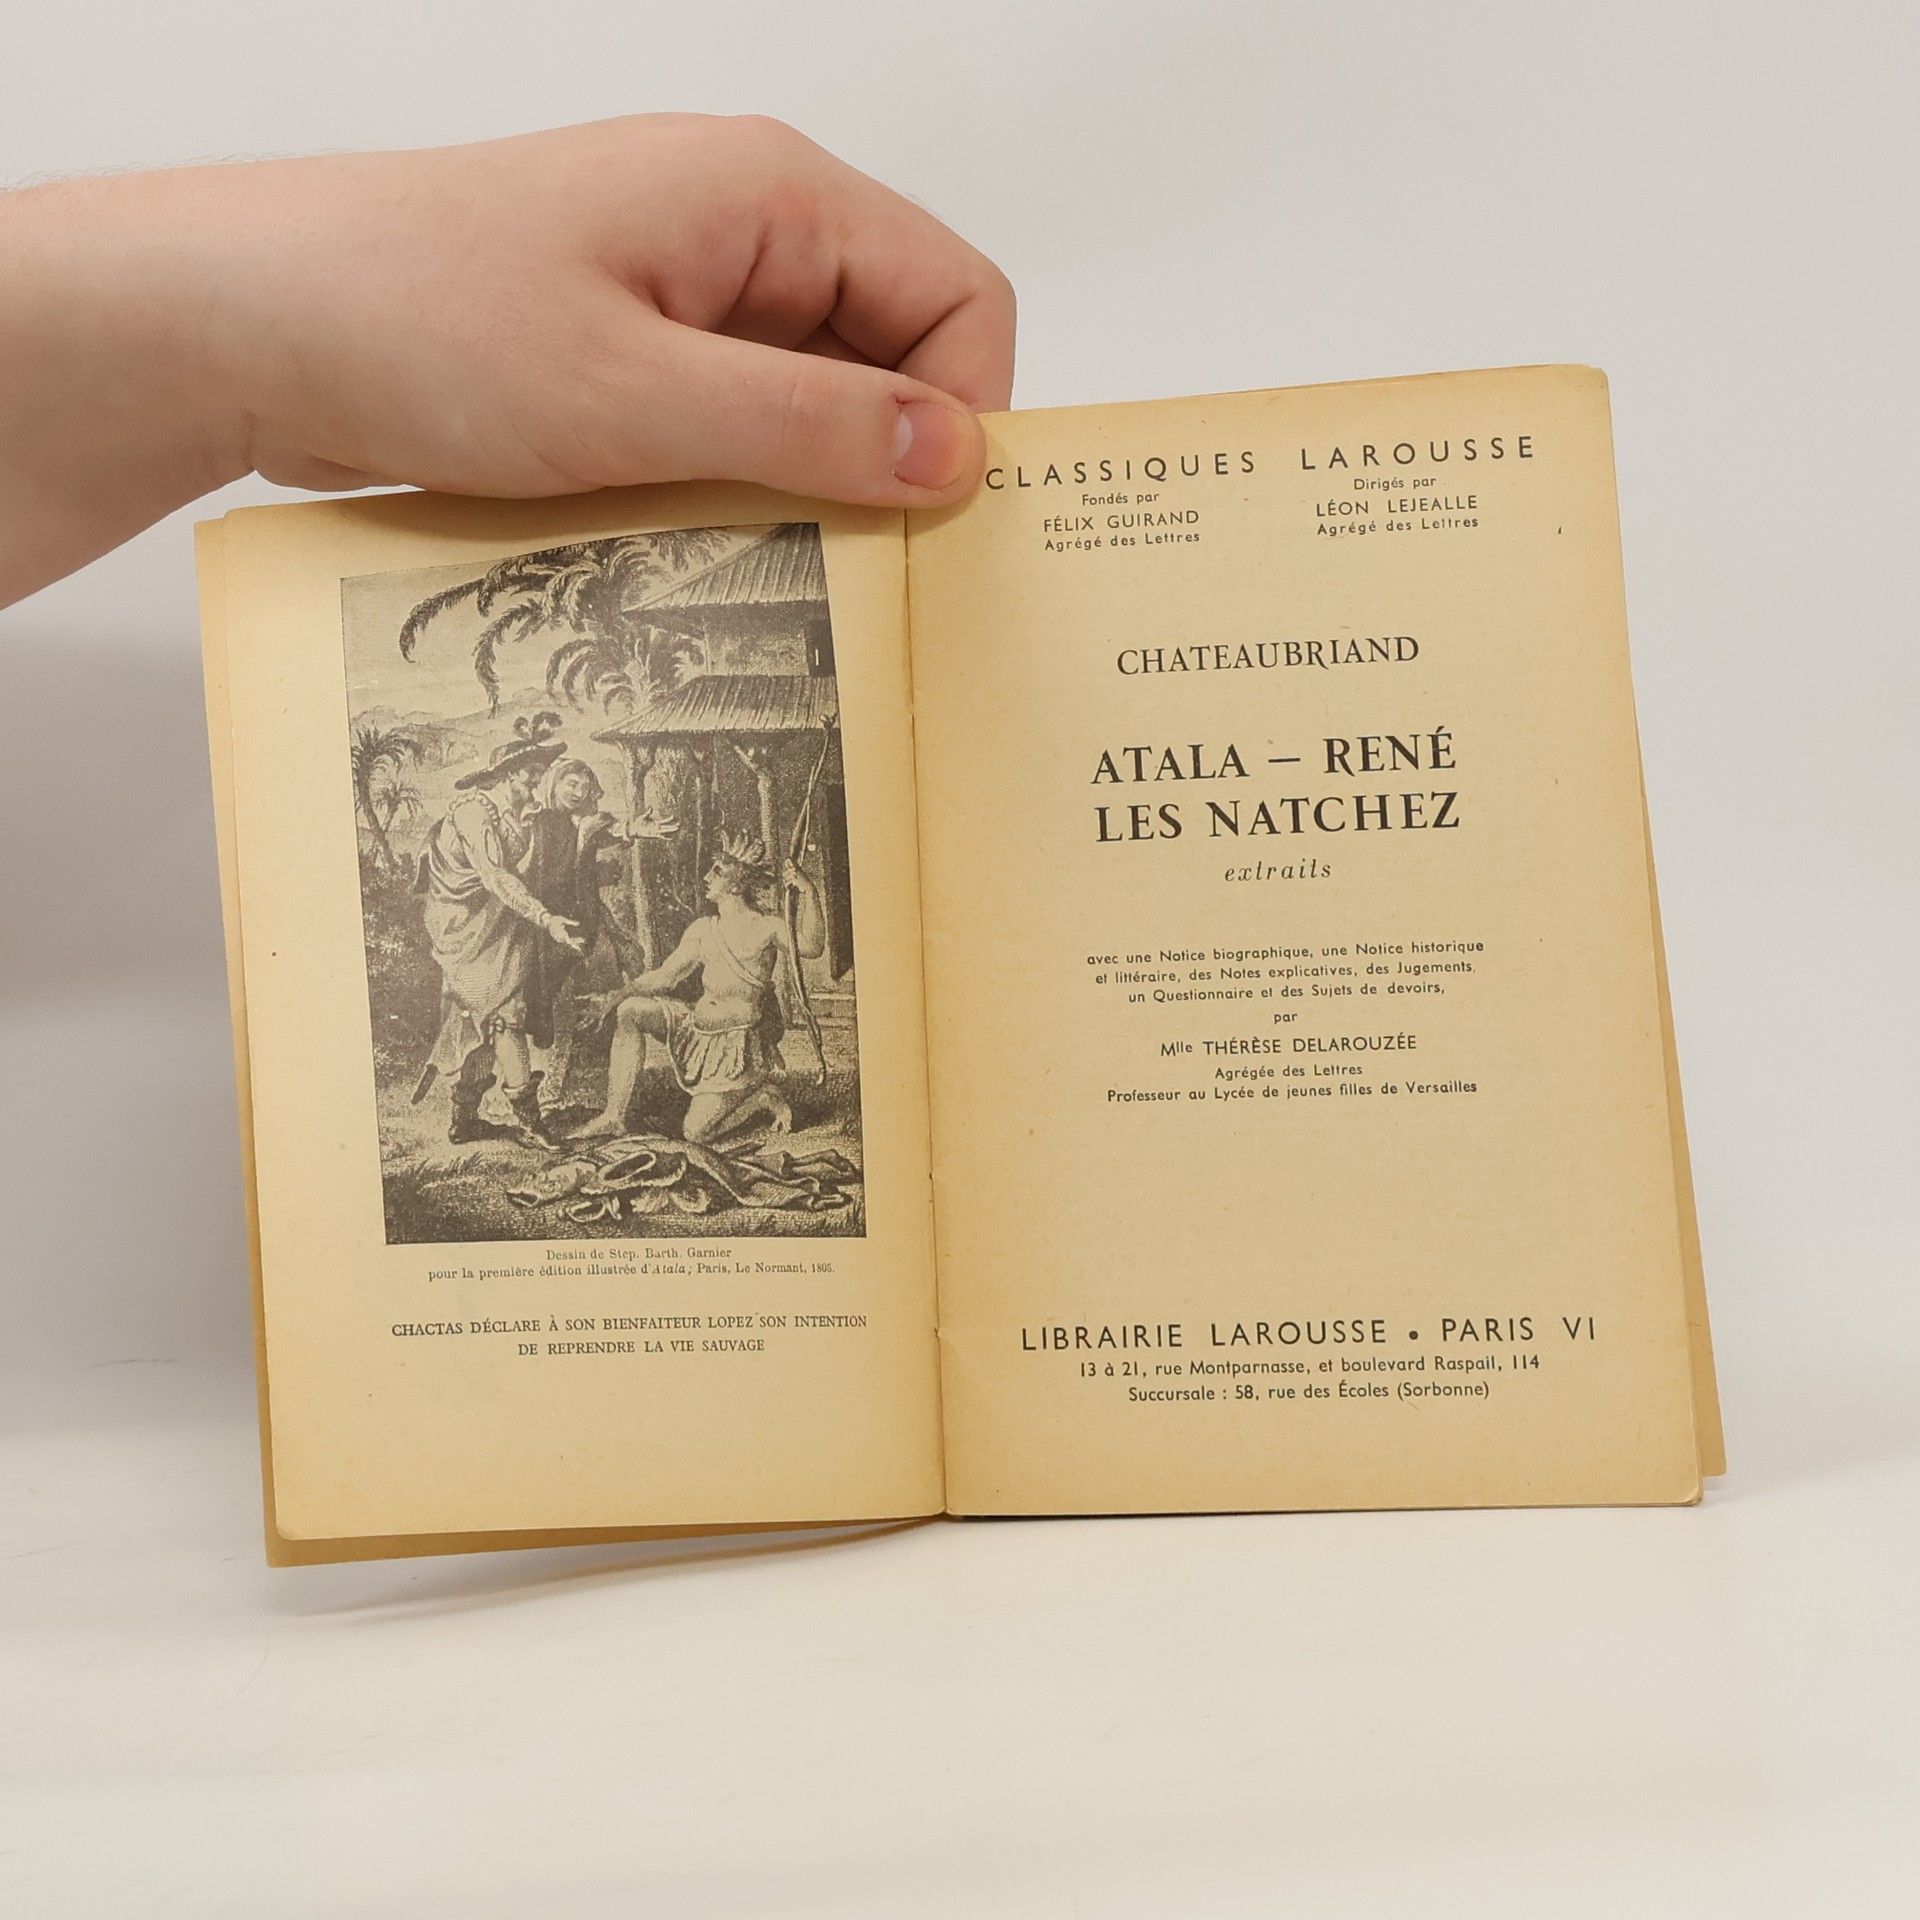 Dessin de Step. Barth. Garnier
pour la première édition illustrée d'Atala; Paris, Le Normant, 1805.
CHACTAS DÉCLARE À SON BIENFAITEUR LOPEZ SON INTENTION
DE REPRENDRE LA VIE SAUVAGE
CLASSIQUES LAROUSSE
Fondés par
FÉLIX GUIRAND
Agrégé des Lettres
Dirigés par
LÉON LEJEALLE
Agrégé des Lettres
CHATEAUBRIAND
ATALA – RENÉ
LES NATCHEZ
extraits
avec une Notice biographique, une Notice historique
et littéraire, des Notes explicatives, des Jugements,
un Questionnaire et des Sujets de devoirs,
par
Mlle THÉRÈSE DELAROUZÉE
Agrégée des Lettres
Professeur au Lycée de jeunes filles de Versailles
LIBRAIRIE LAROUSSE • PARIS VI
13 à 21, rue Montparnasse, et boulevard Raspail, 114
Succursale : 58, rue des Écoles (Sorbonne)